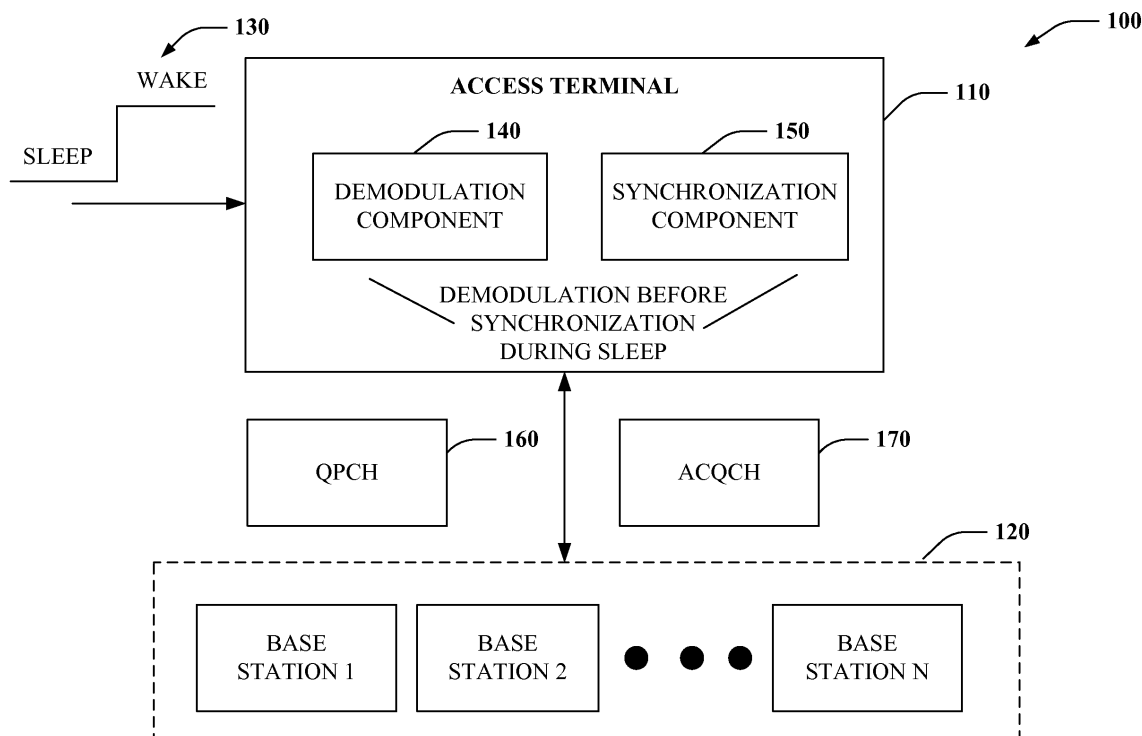 100
130
WAKE
SLEEP
ACCESS TERMINAL
110
140
150
DEMODULATION
COMPONENT
SYNCHRONIZATION
COMPONENT
DEMODULATION BEFORE
SYNCHRONIZATION
DURING SLEEP
160
170
QPCH
ACQCH
120
BASE
STATION 1
BASE
STATION 2
BASE
STATION N